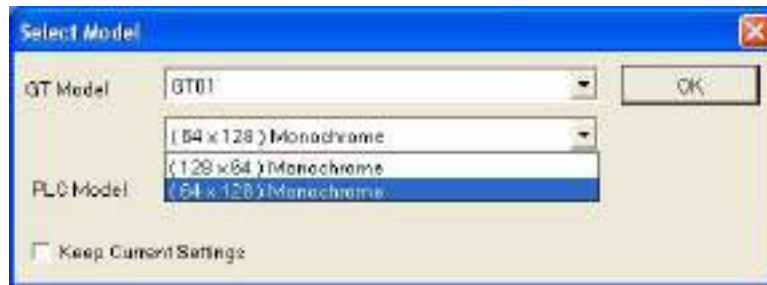 Select Model
GT Model
GT01
OK
(64 x 128) Monochrome
(128 x 64) Monochrome
PLC Model
(64 x 128) Monochrome
Keep Current Settings